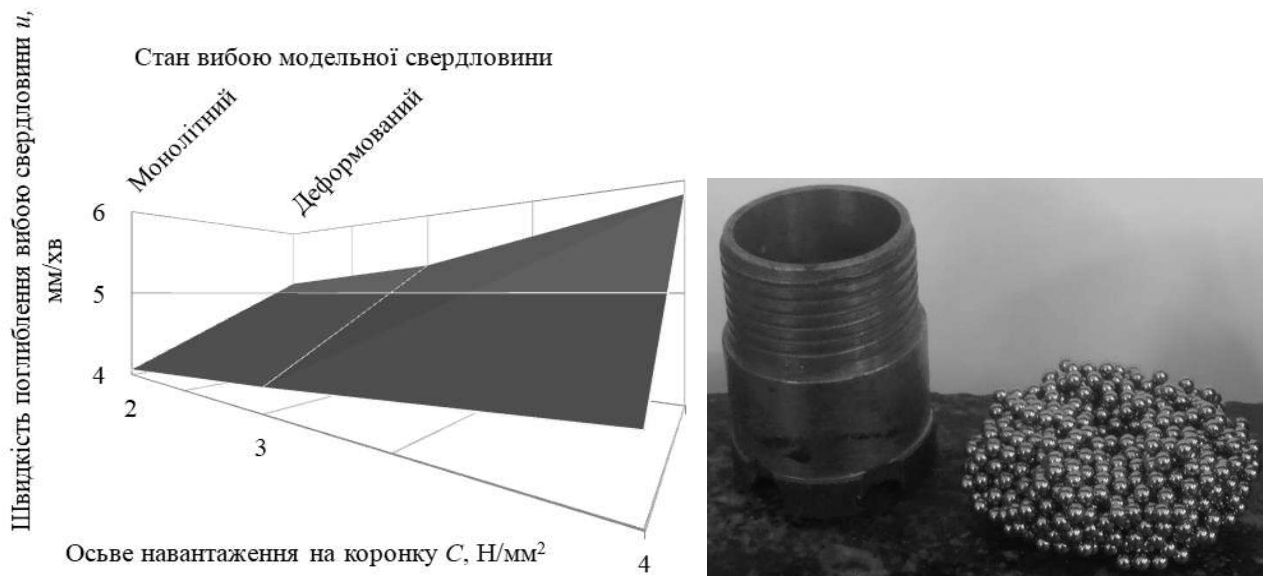 Швидкість поглиблення вибою свердловини u,
мм/хв
Стан вибою модельної свердловини
Монолітний
Деформований
6
5
4
2
3
4
Осьве навантаження на коронку C, Н/мм²